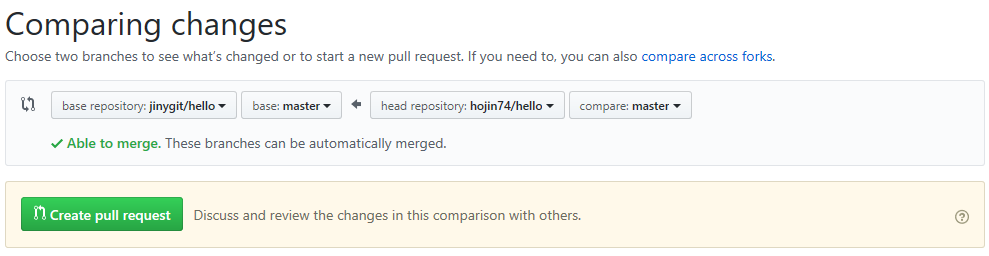 Comparing changes
Choose two branches to see what’s changed or to start a new pull request. If you need to, you can also compare across forks.
base repository: jinygit/hello base: master head repository: hojin74/hello compare: master
Able to merge. These branches can be automatically merged.
Create pull request Discuss and review the changes in this comparison with others. ?